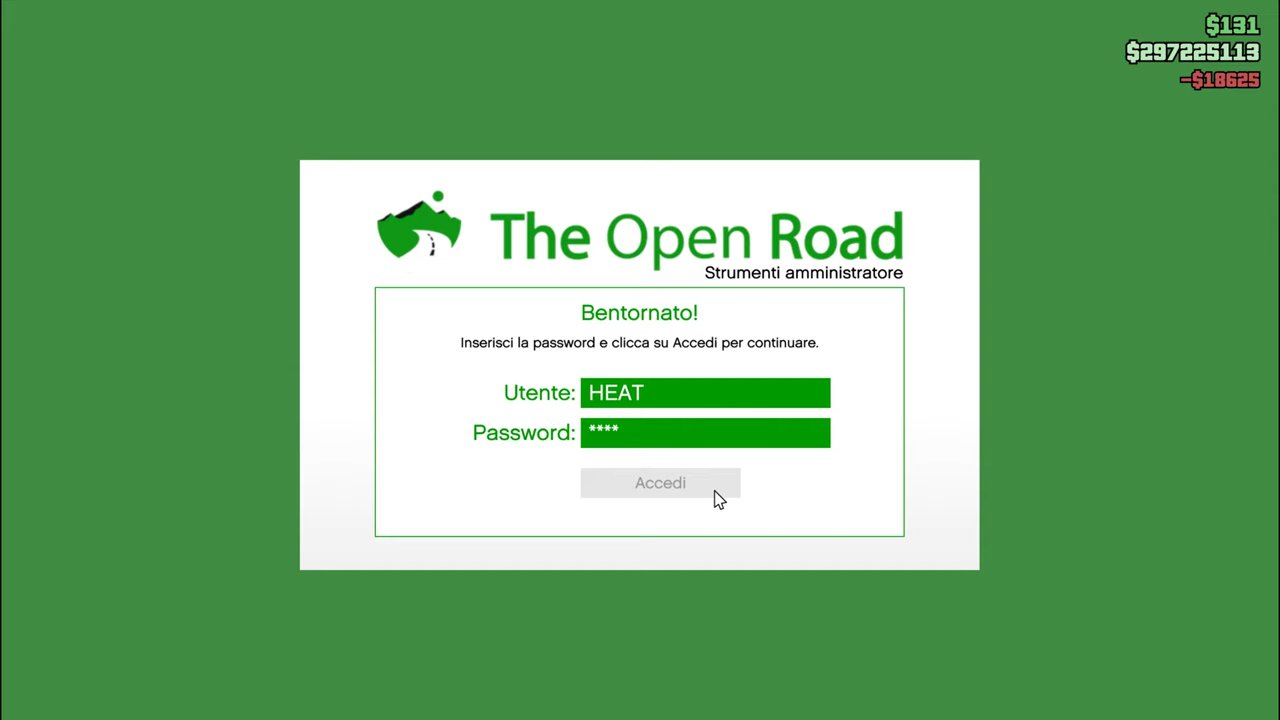 $131
$297225113
-$18625
The Open Road
Strumenti amministratore
Bentornato!
Inserisci la password e clicca su Accedi per continuare.
Utente: HEAT
Password: ****
Accedi